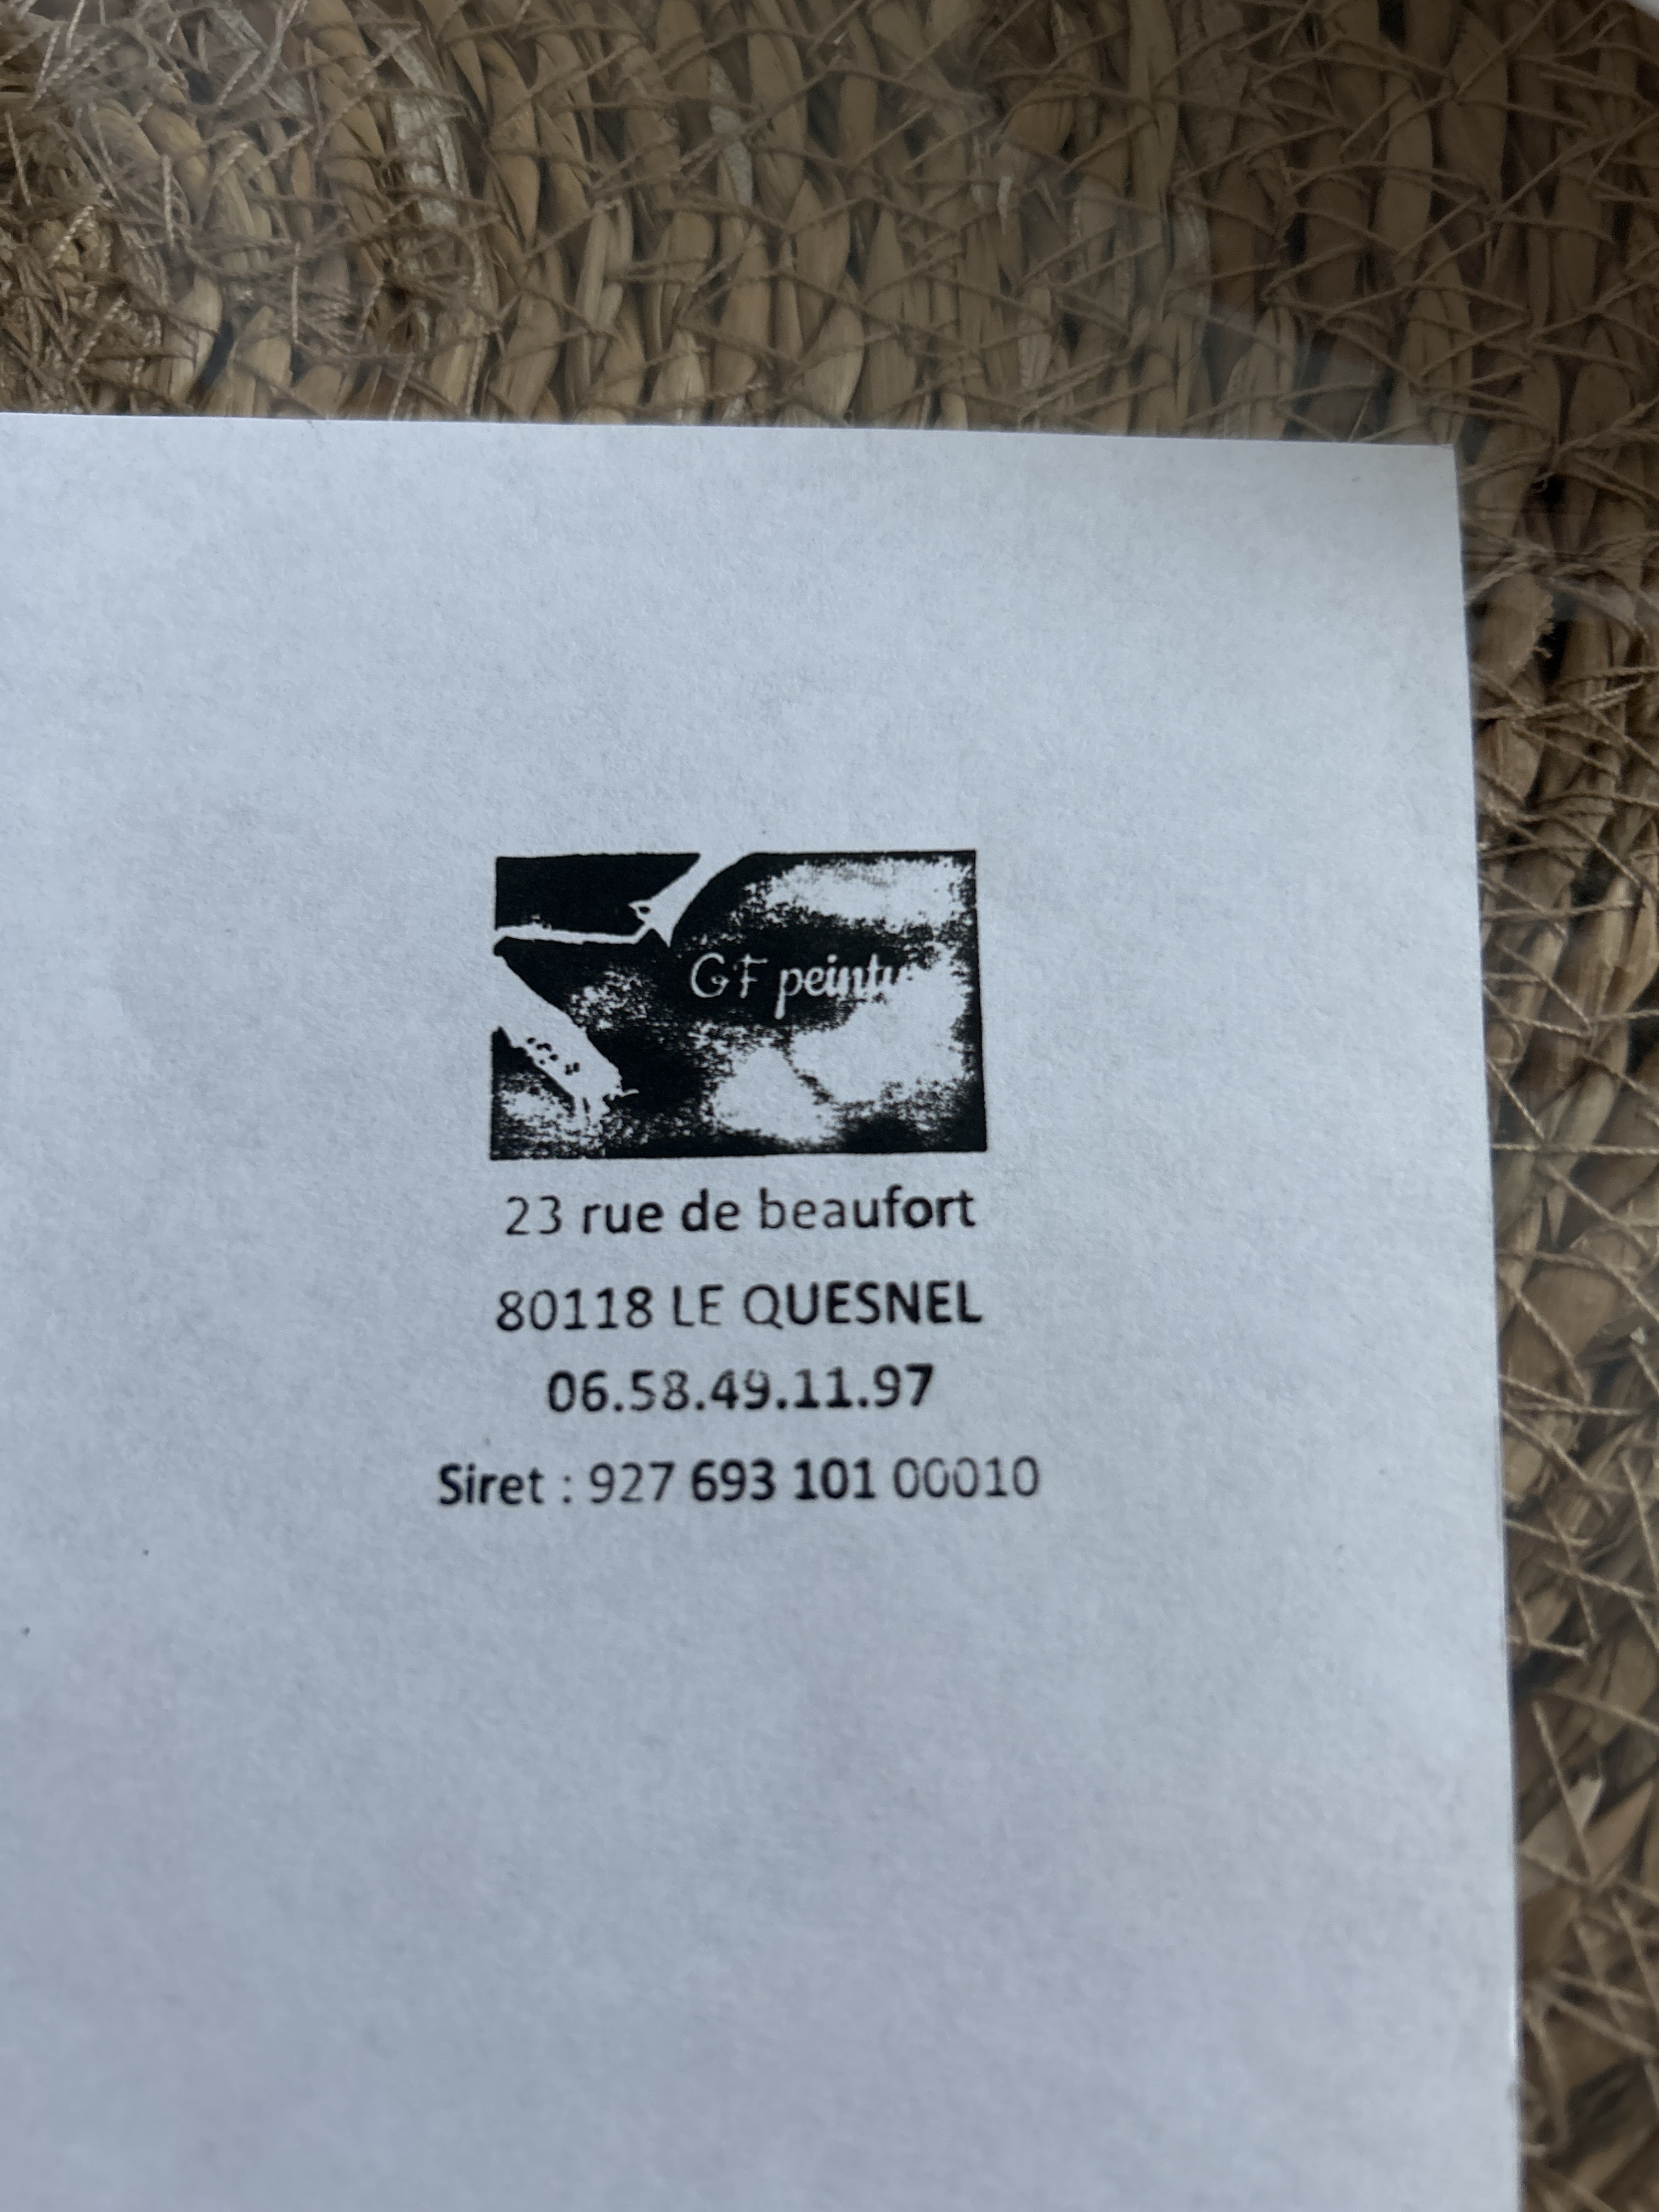 GF peintu
23 rue de beaufort
80118 LE QUESNEL
06.58.49.11.97
Siret : 927 693 101 00010